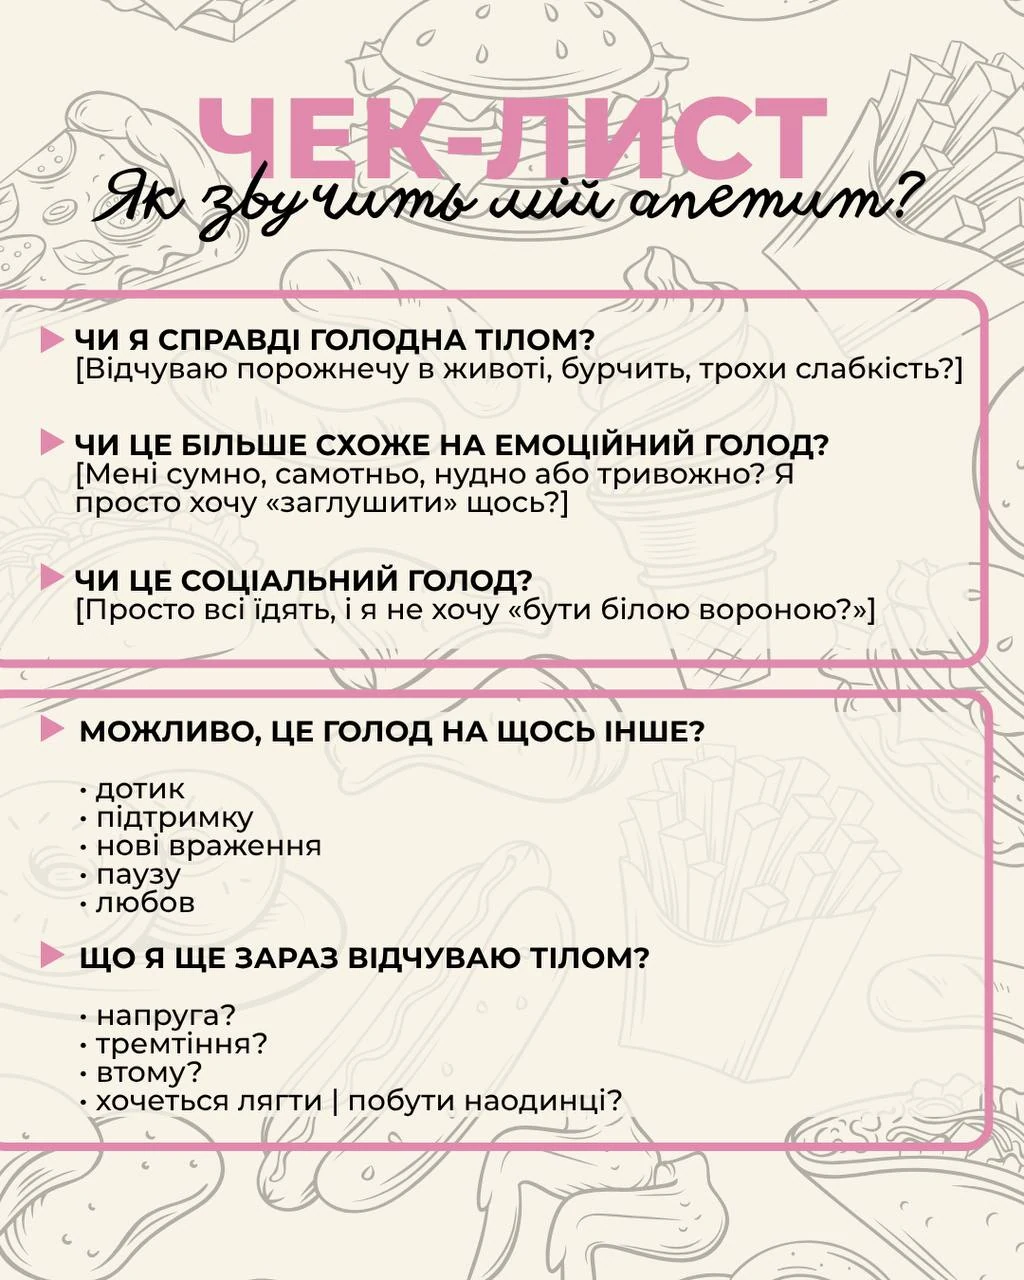 ЧЕК-ЛИСТ
Як звучить мій апетит?
ЧИ Я СПРАВДІ ГОЛОДНА ТІЛОМ?
[Відчуваю порожнечу в животі, бурчить, трохи слабкість?]
ЧИ ЦЕ БІЛЬШЕ СХОЖЕ НА ЕМОЦІЙНИЙ ГОЛОД?
[Мені сумно, самотньо, нудно або тривожно? Я
просто хочу «заглушити» щось?]
ЧИ ЦЕ СОЦІАЛЬНИЙ ГОЛОД?
[Просто всі їдять, і я не хочу «бути білою вороною?»]
МОЖЛИВО, ЦЕ ГОЛОД НА ЩОСЬ ІНШЕ?
• дотик
• підтримку
• нові враження
• паузу
• любов
ЩО Я ЩЕ ЗАРАЗ ВІДЧУВАЮ ТІЛОМ?
• напруга?
• тремтіння?
• втому?
• хочеться лягти | побути наодинці?